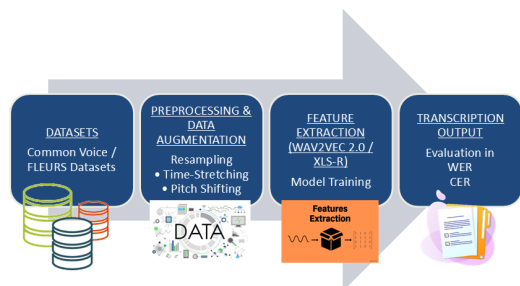 DATASETS
Common Voice /
FLEURS Datasets
PREPROCESSING &
DATA
AUGMENTATION
Resampling
• Time-Stretching
• Pitch Shifting
FEATURE
EXTRACTION
(WAV2VEC 2.0 /
XLS-R)
Model Training
TRANSCRIPTION
OUTPUT
Evaluation in
WER
CER
DATA
Features
Extraction